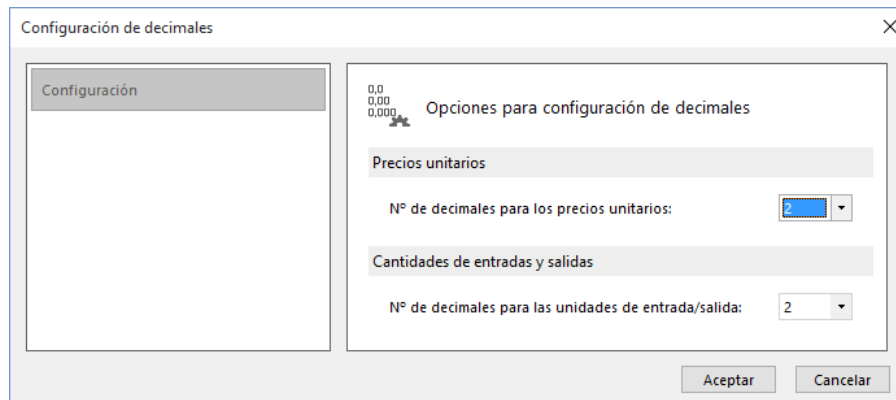 Configuración de decimales
Configuración
0,0
0,00
0,000
Opciones para configuración de decimales
Precios unitarios
Nº de decimales para los precios unitarios:
2
Cantidades de entradas y salidas
Nº de decimales para las unidades de entrada/salida:
2
Aceptar
Cancelar